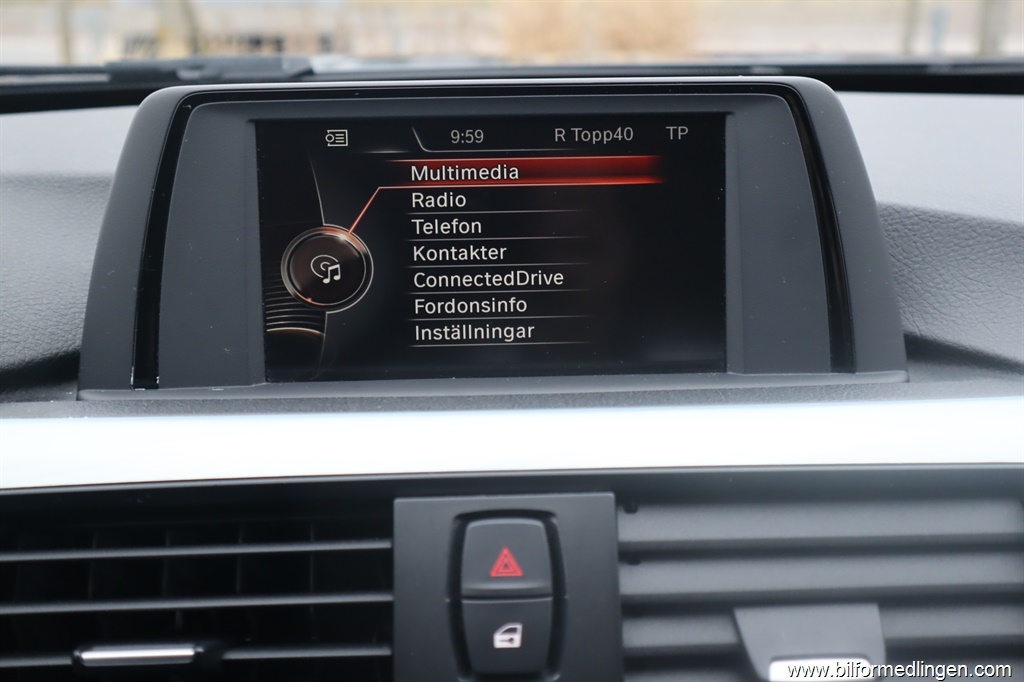 9:59 R Topp40 TP
Multimedia
Radio
Telefon
Kontakter
ConnectedDrive
Fordonsinfo
Inställningar
www.bilformedlingen.com